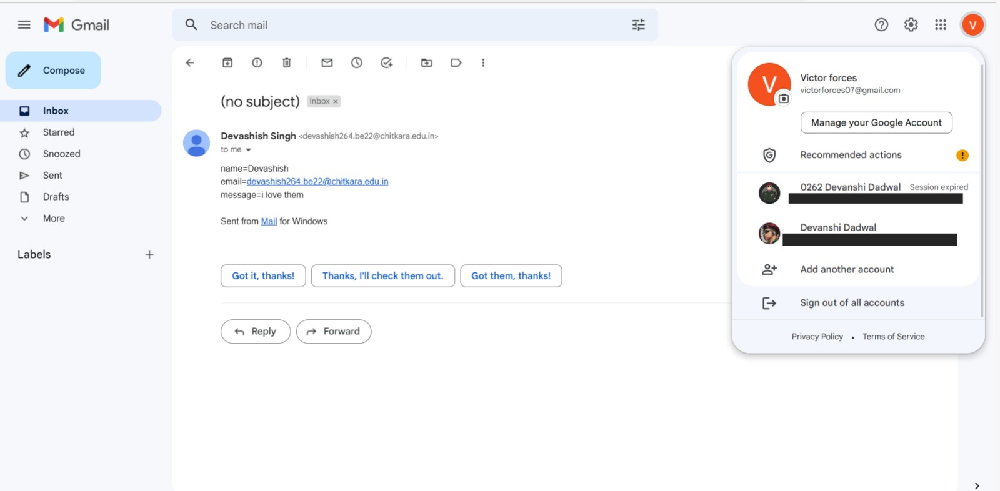 Gmail
Search mail
V
Compose
Inbox
Starred
Snoozed
Sent
Drafts
More
Labels
(no subject) Inbox ×
Devashish Singh <devashish264.be22@chitkara.edu.in>
to me
name=Devashish
email=devashish264.be22@chitkara.edu.in
message=i love them
Sent from Mail for Windows
Got it, thanks! Thanks, I'll check them out. Got them, thanks!
Reply Forward
V
Victor forces
victorforces07@gmail.com
Manage your Google Account
Recommended actions
0262 Devanshi Dadwal Session expired
Devanshi Dadwal
Add another account
Sign out of all accounts
Privacy Policy • Terms of Service